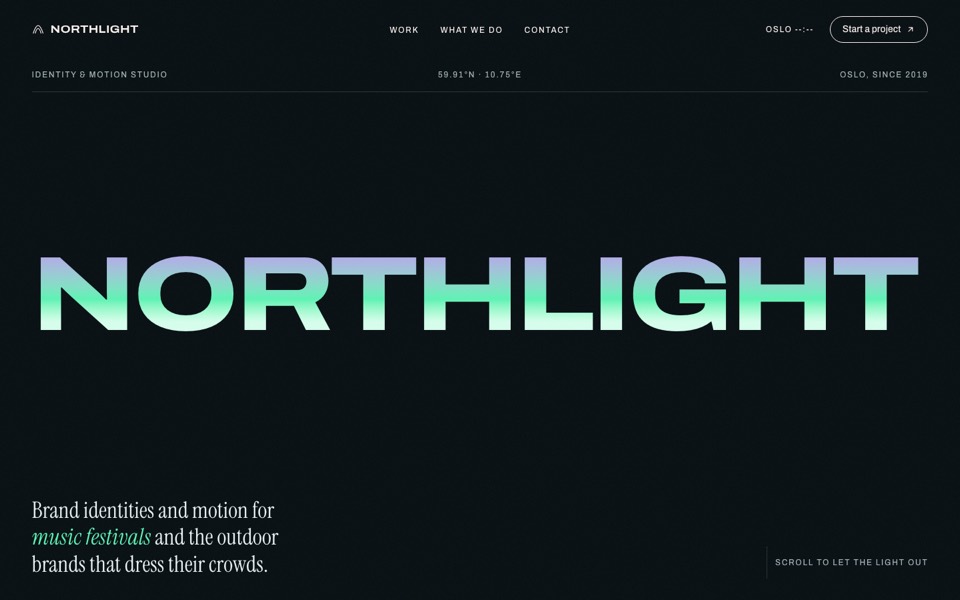 NORTHLIGHT
WORK WHAT WE DO CONTACT
OSLO --:--
Start a project ↗
IDENTITY & MOTION STUDIO
59.91°N · 10.75°E
OSLO, SINCE 2019
NORTHLIGHT
Brand identities and motion for
music festivals and the outdoor
brands that dress their crowds.
SCROLL TO LET THE LIGHT OUT